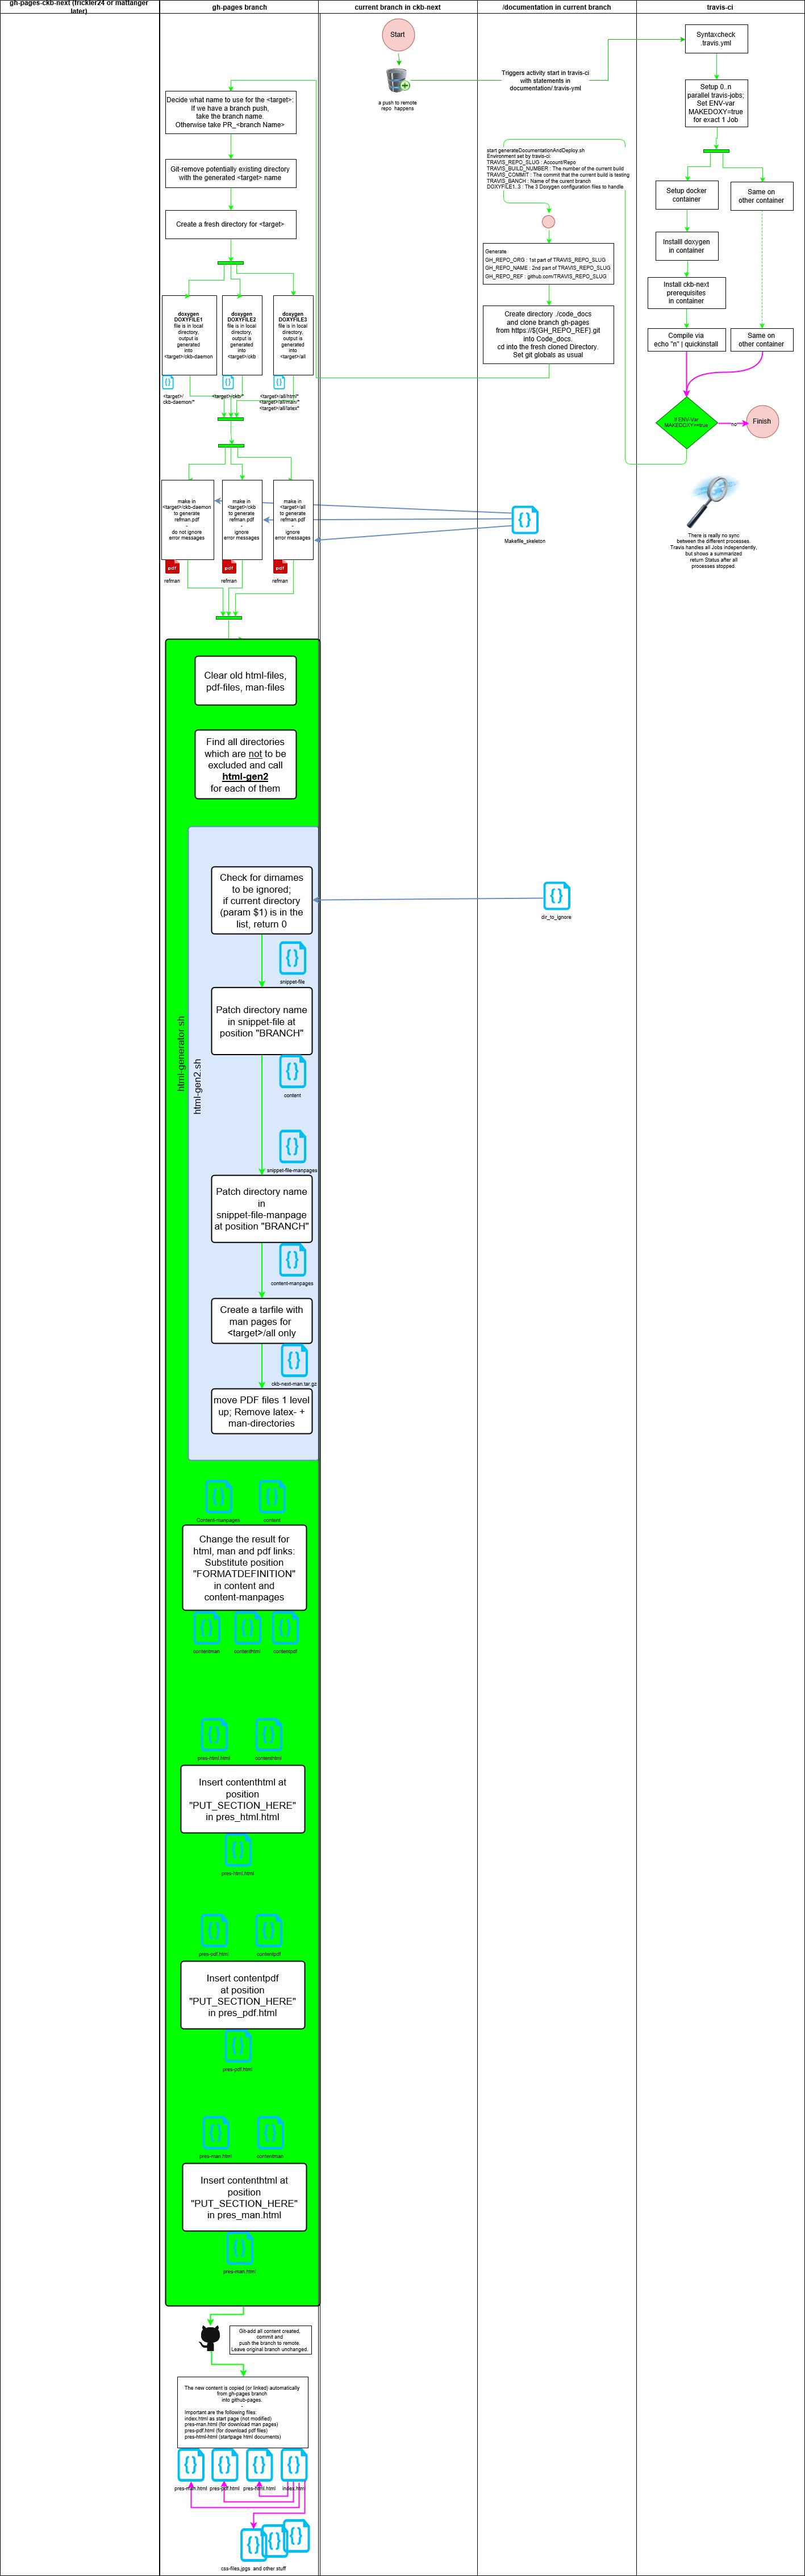 gh-pages-ckb-next (frickler24 or mattanger
later)
gh-pages branch
current branch in ckb-next
/documentation in current branch
travis-ci
Start
a push to remote
repo happens
Triggers activity start in travis-ci
with statements in
documentation/.travis-yml
Syntaxcheck
.travis.yml
Setup 0..n
parallel travis-jobs;
Set ENV-var
MAKEDOXY=true
for exact 1 Job
Setup docker
container
Same on
other container
Installl doxygen
in container
Install ckb-next
prerequisites
in container
Compile via
echo "n" | quickinstall
Same on
other container
if ENV-Var
MAKEDOXY==true
no
Finish
There is really no sync
between the different processes.
Travis handles all Jobs independently,
but shows a summarized
return Status after all
processes stopped.
start generateDocumentationAndDeploy.sh
Environment set by travis-ci:
TRAVIS_REPO_SLUG : Account/Repo
TRAVIS_BUILD_NUMBER : The number of the current build
TRAVIS_COMMIT : The commit that the current build is testing
TRAVIS_BANCH : Name of the curent branch
DOXYFILE1..3 : The 3 Doxygen configuration files to handle
Generate
GH_REPO_ORG : 1st part of TRAVIS_REPO_SLUG
GH_REPO_NAME : 2nd part of TRAVIS_REPO_SLUG
GH_REPO_REF : github.com/TRAVIS_REPO_SLUG
Create directory ./code_docs
and clone branch gh-pages
from https://${GH_REPO_REF}.git
into Code_docs.
cd into the fresh cloned Directory.
Set git globals as usual
Decide what name to use for the <target>:
If we have a branch push,
take the branch name.
Otherwise take PR_<branch Name>
Git-remove potentially existing directory
with the generated <target> name
Create a fresh directory for <target>
doxygen
DOXYFILE1
file is in local
directory,
output is
generated
into
<target>/ckb-daemon
doxygen
DOXYFILE2
file is in local
directory,
output is
generated
into
<target>/ckb
doxygen
DOXYFILE3
file is in local
directory,
output is
generated
into
<target>/all
<target>/
ckb-daemon/*
<target>/ckb/*
<target>/all/html/*
<target>/all/man/*
<target>/all/latex*
make in
<target>/ckb-daemon
to generate
refman.pdf
-
do not ignore
error messages
make in
<target>/ckb
to generate
refman.pdf
-
ignore
error messages
make in
<target>/all
to generate
refman.pdf
-
ignore
error messages
Makefile_skeleton
pdf
refman
pdf
refman
pdf
refman
Clear old html-files,
pdf-files, man-files
Find all directories
which are not to be
excluded and call
html-gen2
for each of them
html-generator.sh
html-gen2.sh
Check for dirnames
to be ignored;
if current directory
(param $1) is in the
list, return 0
dir_to_ignore
snippet-file
Patch directory name
in snippet-file at
position "BRANCH"
content
snippet-file-manpages
Patch directory name
in
snippet-file-manpage
at position "BRANCH"
content-manpages
Create a tarfile with
man pages for
<target>/all only
ckb-next-man.tar.gz
move PDF files 1 level
up; Remove latex- +
man-directories
Content-manpages
content
Change the result for
html, man and pdf links:
Substitute position
"FORMATDEFINITION"
in content and
content-manpages
contentman
contenthtml
contentpdf
pres-html.html
contenthtml
Insert contenthtml at
position
"PUT_SECTION_HERE"
in pres_html.html
pres-html.html
pres-pdf.html
contentpdf
Insert contentpdf
at position
"PUT_SECTION_HERE"
in pres_pdf.html
pres-pdf.html
pres-man.html
contentman
Insert contenthtml at
position
"PUT_SECTION_HERE"
in pres_man.html
pres-man.html
Git-add all content created,
commit and
push the branch to remote.
Leave original branch unchanged.
The new content is copied (or linked) automatically
from gh-pages branch
into github-pages.
-
Important are the following files:
index.html as start page (not modified)
pres-man.html (for download man pages)
pres-pdf.html (for download pdf files)
pres-html-html (startpage html documents)
pres-man.html
pres-pdf.html
pres-html.html
index.html
css-files,jpgs and other stuff